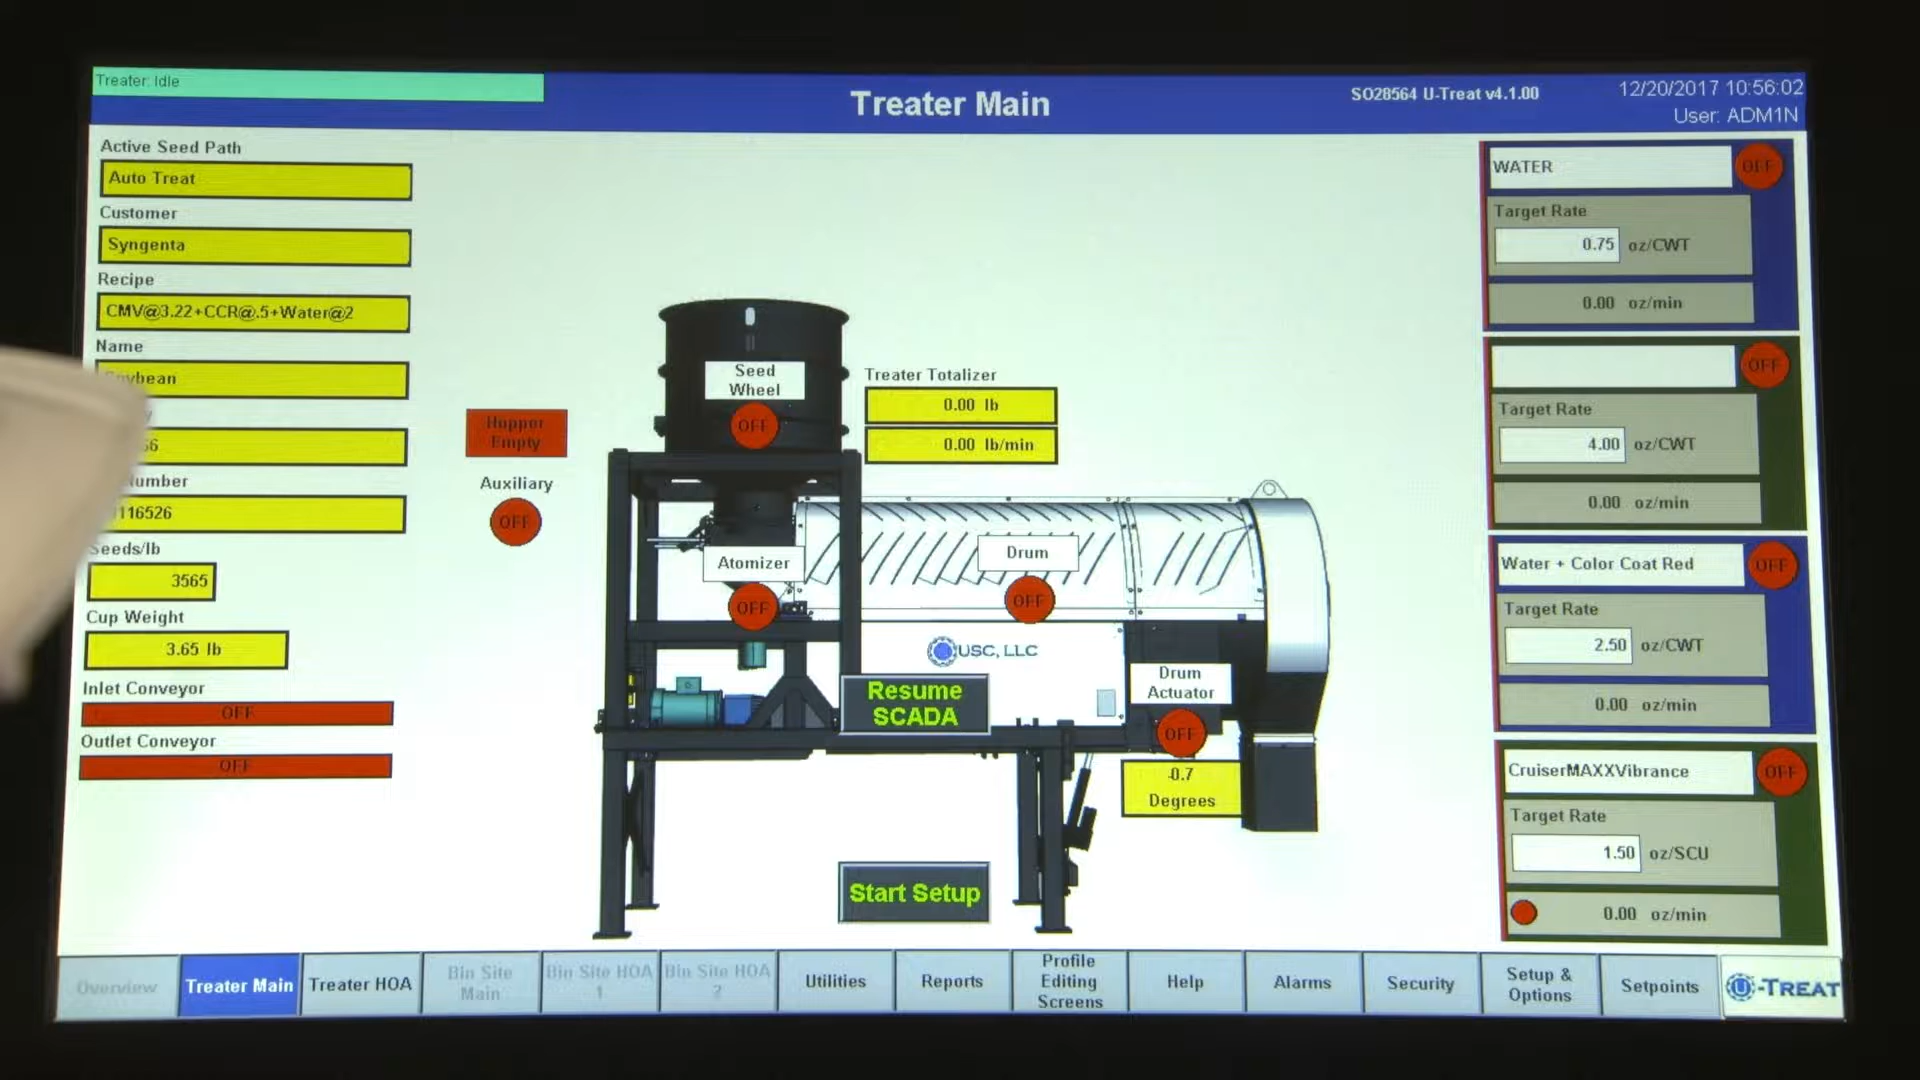 Treater: Idle
Treater Main
SO28564 U-Treat v4.1.00
12/20/2017 10:56:02
User: ADM1N
Active Seed Path
Auto Treat
Customer
Syngenta
Recipe
CMV@3.22+CCR@.5+Water@2
Name
Seeds/lb
3565
Cup Weight
3.65 lb
Inlet Conveyor
OFF
Outlet Conveyor
OFF
Hopper
Empty
Auxiliary
OFF
Seed
Wheel
OFF
Treater Totalizer
0.00 lb
0.00 lb/min
Atomizer
OFF
Drum
OFF
USC, LLC
Resume
SCADA
Drum
Actuator
OFF
-0.7
Degrees
Start Setup
WATER
OFF
Target Rate
0.75 oz/CWT
0.00 oz/min
OFF
Target Rate
4.00 oz/CWT
0.00 oz/min
Water + Color Coat Red
OFF
Target Rate
2.50 oz/CWT
0.00 oz/min
CruiserMAXXVibrance
OFF
Target Rate
1.50 oz/SCU
0.00 oz/min
Overview
Treater Main
Treater HOA
Bin Site
Main
Bin Site HOA
1
Bin Site HOA
2
Utilities
Reports
Profile
Editing
Screens
Help
Alarms
Security
Setup &
Options
Setpoints
U-TREAT